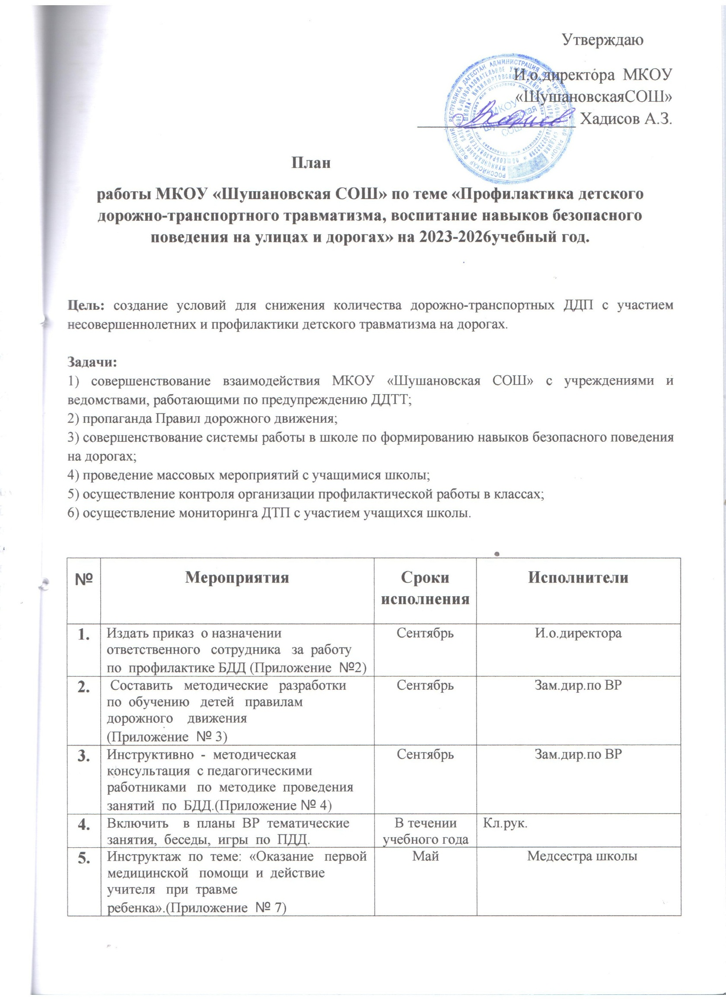 Утверждаю
И.о.директора МКОУ
«ШушановскаяСОШ»
Хадисов А.З.
МКОУ
СОШ
План
работы МКОУ «Шушановская СОШ» по теме «Профилактика детского
дорожно-транспортного травматизма, воспитание навыков безопасного
поведения на улицах и дорогах» на 2023-2026учебный год.
Цель: создание условий для снижения количества дорожно-транспортных ДДП с участием
несовершеннолетних и профилактики детского травматизма на дорогах.
Задачи:
1) совершенствование взаимодействия МКОУ «Шушановская СОШ» с учреждениями и
ведомствами, работающими по предупреждению ДДТТ;
2) пропаганда Правил дорожного движения;
3) совершенствование системы работы в школе по формированию навыков безопасного поведения
на дорогах;
4) проведение массовых мероприятий с учащимися школы;
5) осуществление контроля организации профилактической работы в классах;
6) осуществление мониторинга ДТП с участием учащихся школы.
№ Мероприятия Сроки Исполнители
исполнения
1. Издать приказ о назначении Сентябрь И.о.директора
ответственного сотрудника за работу
по профилактике БДД (Приложение №2)
2. Составить методические разработки Сентябрь Зам.дир.по ВР
по обучению детей правилам
дорожного движения
(Приложение № 3)
3. Инструктивно - методическая Сентябрь Зам.дир.по ВР
консультация с педагогическими
работниками по методике проведения
занятий по БДД.(Приложение № 4)
4. Включить в планы ВР тематические В течении Кл.рук.
занятия, беседы, игры по ПДД. учебного года
5. Инструктаж по теме: «Оказание первой Май Медсестра школы
медицинской помощи и действие
учителя при травме
ребенка».(Приложение № 7)